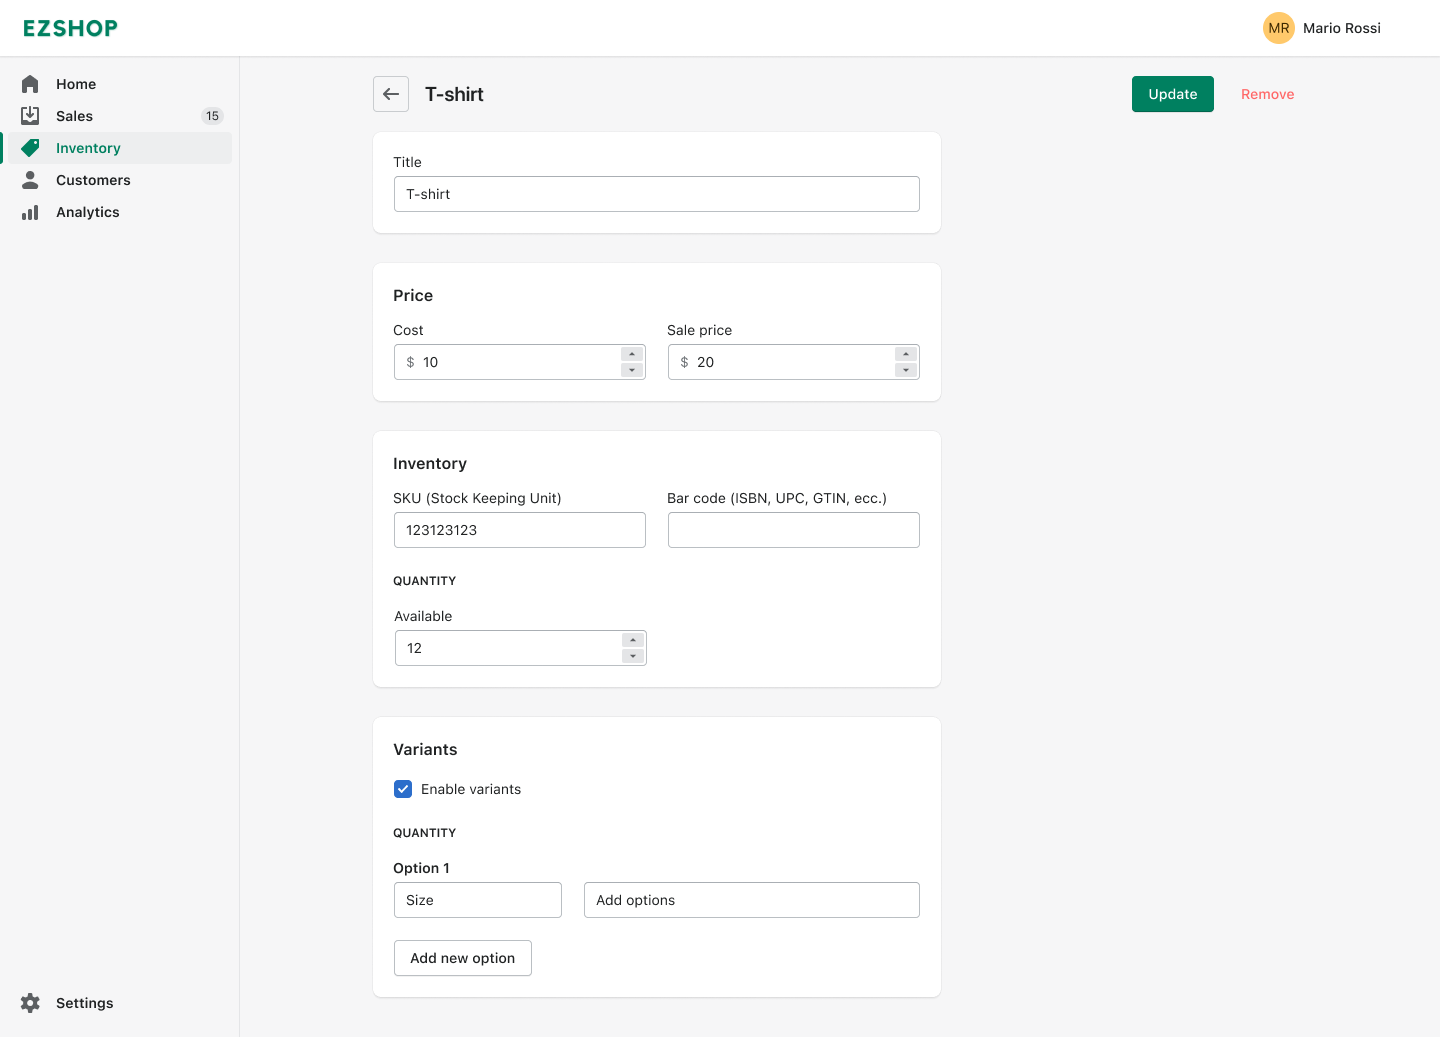 EZSHOP
MR Mario Rossi
Home
Sales 15
Inventory
Customers
Analytics
Settings
T-shirt
Update Remove
Title
T-shirt
Price
Cost Sale price
$ 10 $ 20
Inventory
SKU (Stock Keeping Unit) Bar code (ISBN, UPC, GTIN, ecc.)
123123123
QUANTITY
Available
12
Variants
Enable variants
QUANTITY
Option 1
Size Add options
Add new option